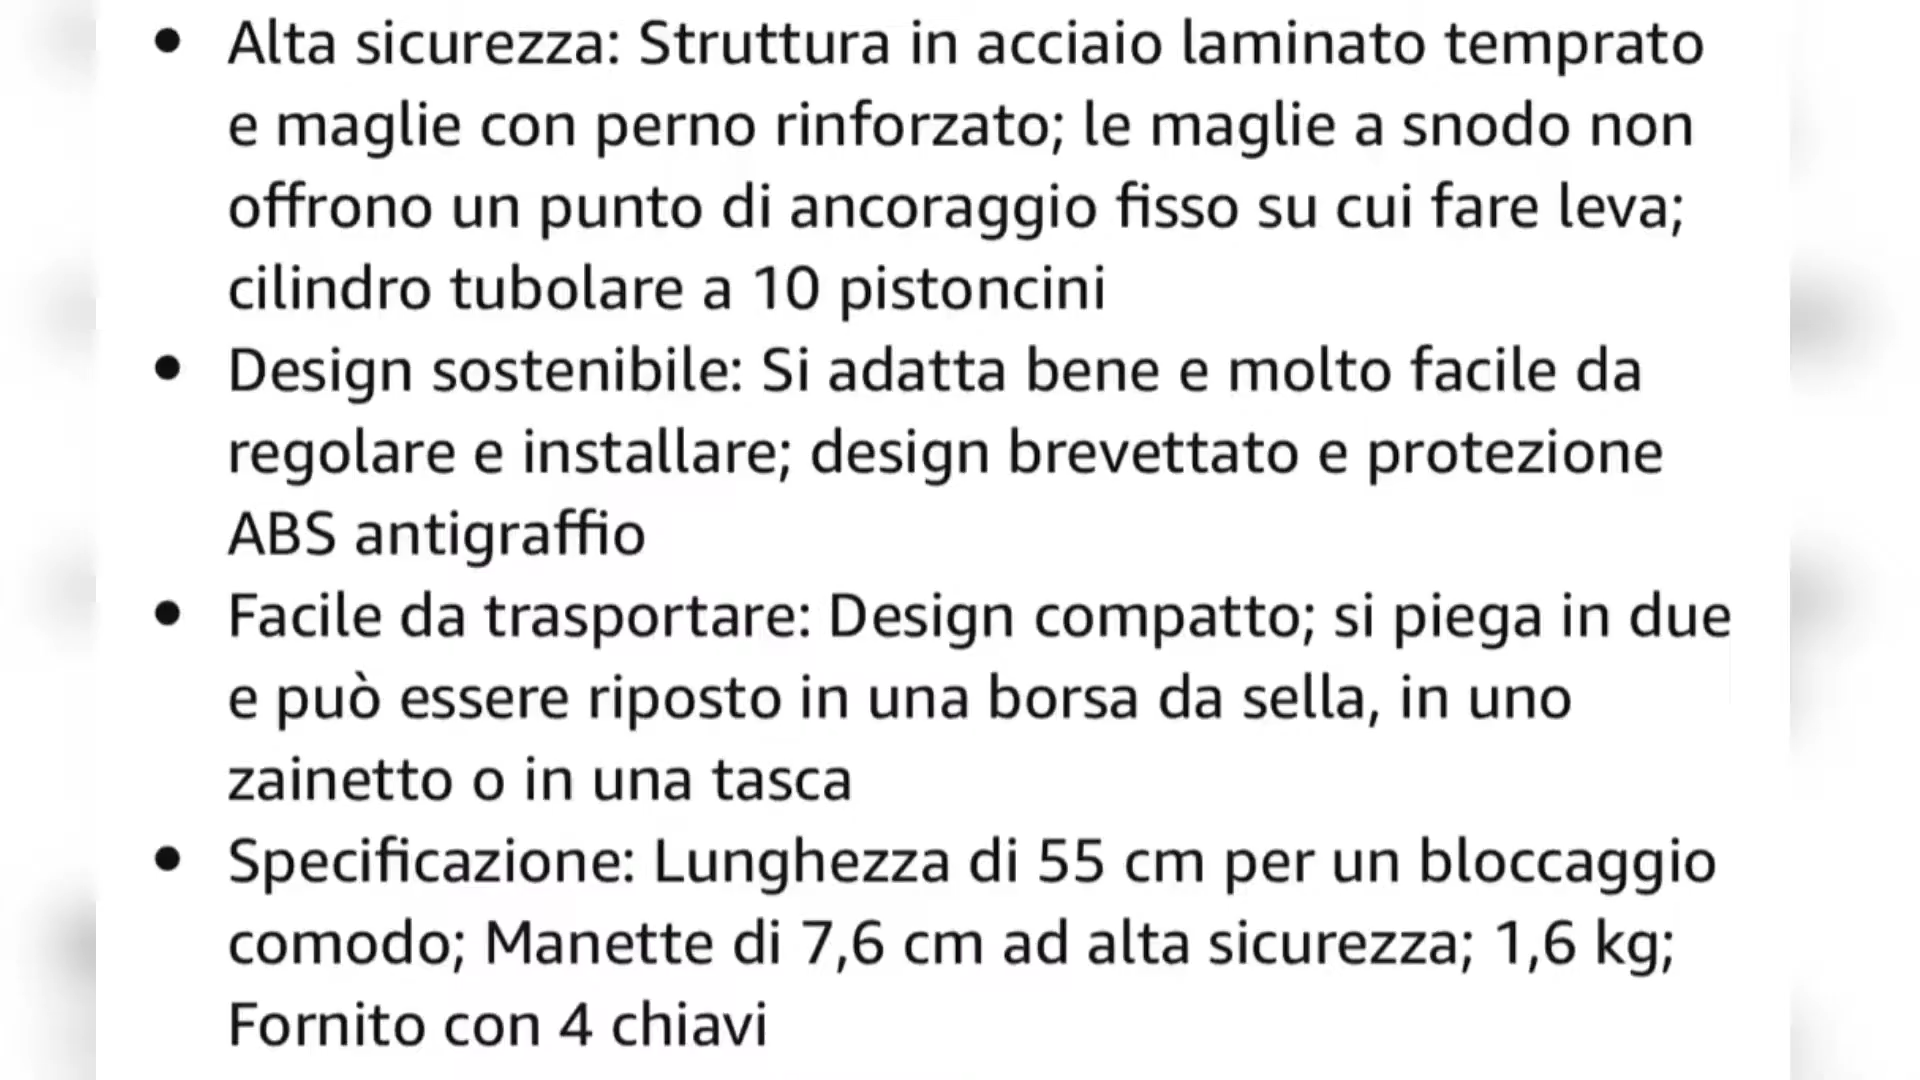 • Alta sicurezza: Struttura in acciaio laminato temprato
e maglie con perno rinforzato; le maglie a snodo non
offrono un punto di ancoraggio fisso su cui fare leva;
cilindro tubolare a 10 pistoncini
• Design sostenibile: Si adatta bene e molto facile da
regolare e installare; design brevettato e protezione
ABS antigraffio
• Facile da trasportare: Design compatto; si piega in due
e può essere riposto in una borsa da sella, in uno
zainetto o in una tasca
• Specificazione: Lunghezza di 55 cm per un bloccaggio
comodo; Manette di 7,6 cm ad alta sicurezza; 1,6 kg;
Fornito con 4 chiavi